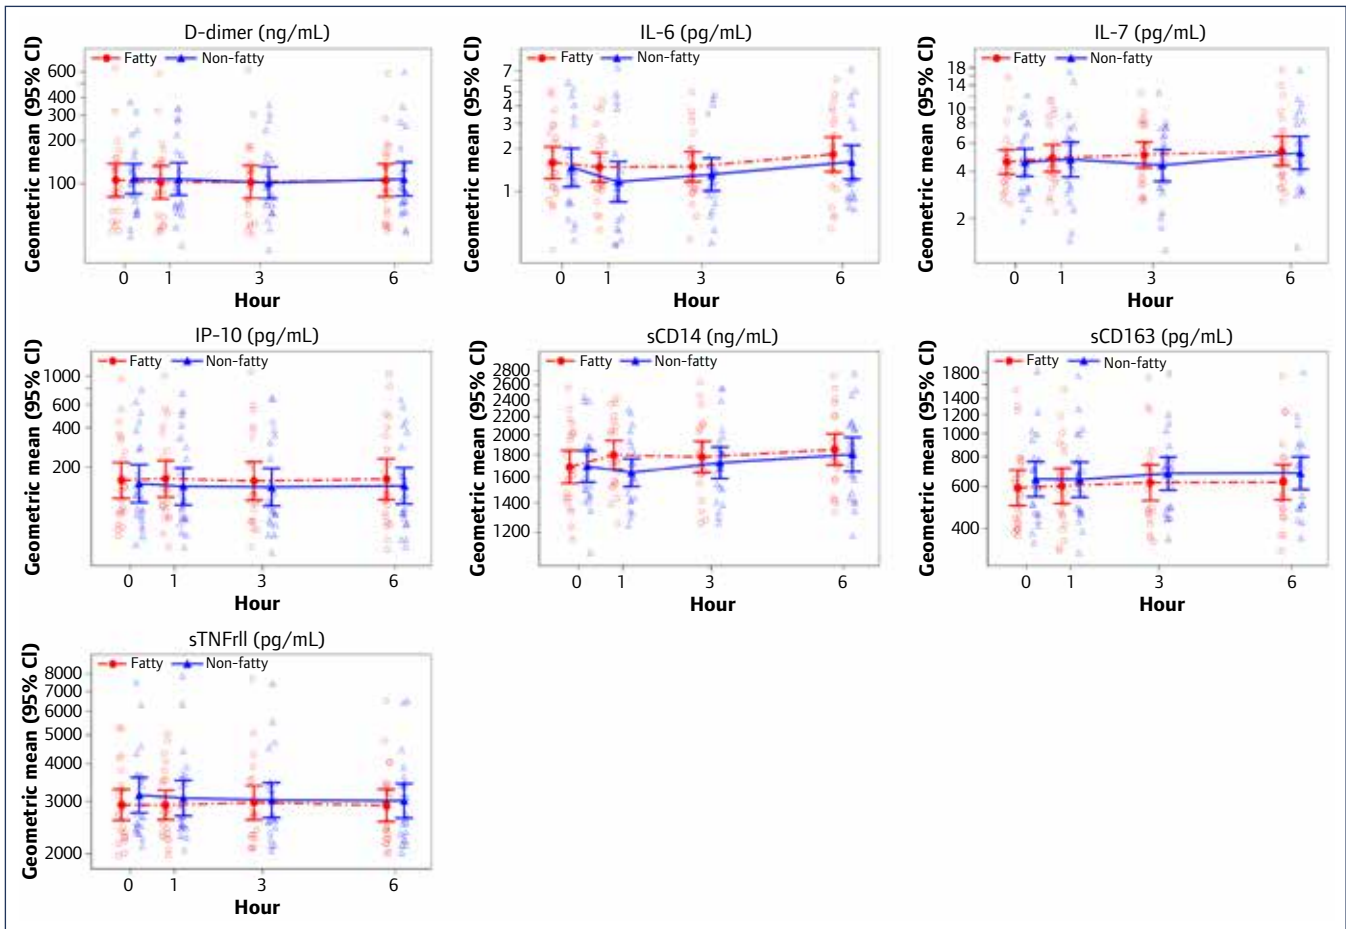 D-dimer (ng/mL)
Fatty Non-fatty
Geometric mean (95% CI)
600
400
300
200
100
0 1 3 6
Hour
IL-6 (pg/mL)
Fatty Non-fatty
Geometric mean (95% CI)
7
5
4
3
2
1
0 1 3 6
Hour
IL-7 (pg/mL)
Fatty Non-fatty
Geometric mean (95% CI)
18
14
10
8
6
4
2
0 1 3 6
Hour
IP-10 (pg/mL)
Fatty Non-fatty
Geometric mean (95% CI)
1000
600
400
200
0 1 3 6
Hour
sCD14 (ng/mL)
Fatty Non-fatty
Geometric mean (95% CI)
2800
2600
2400
2200
2000
1800
1600
1400
1200
0 1 3 6
Hour
sCD163 (pg/mL)
Fatty Non-fatty
Geometric mean (95% CI)
1800
1400
1200
1000
800
600
400
0 1 3 6
Hour
sTNFrll (pg/mL)
Fatty Non-fatty
Geometric mean (95% CI)
8000
7000
6000
5000
4000
3000
2000
0 1 3 6
Hour